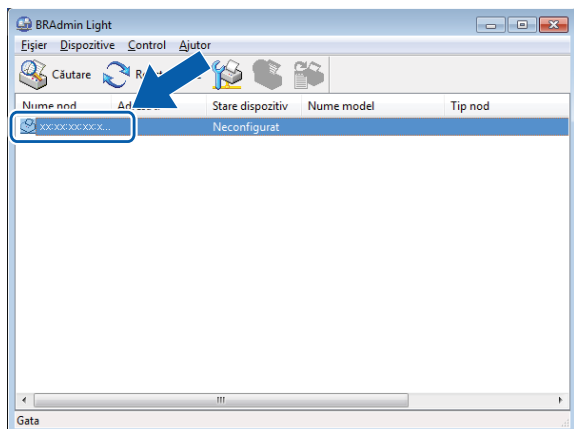 BRAdmin Light
Fişier Dispozitive Control Ajutor
Căutare
Nume nod Stare dispozitiv Nume model Tip nod
xx:xx:xx:xx:x... Neconfigurat
Gata